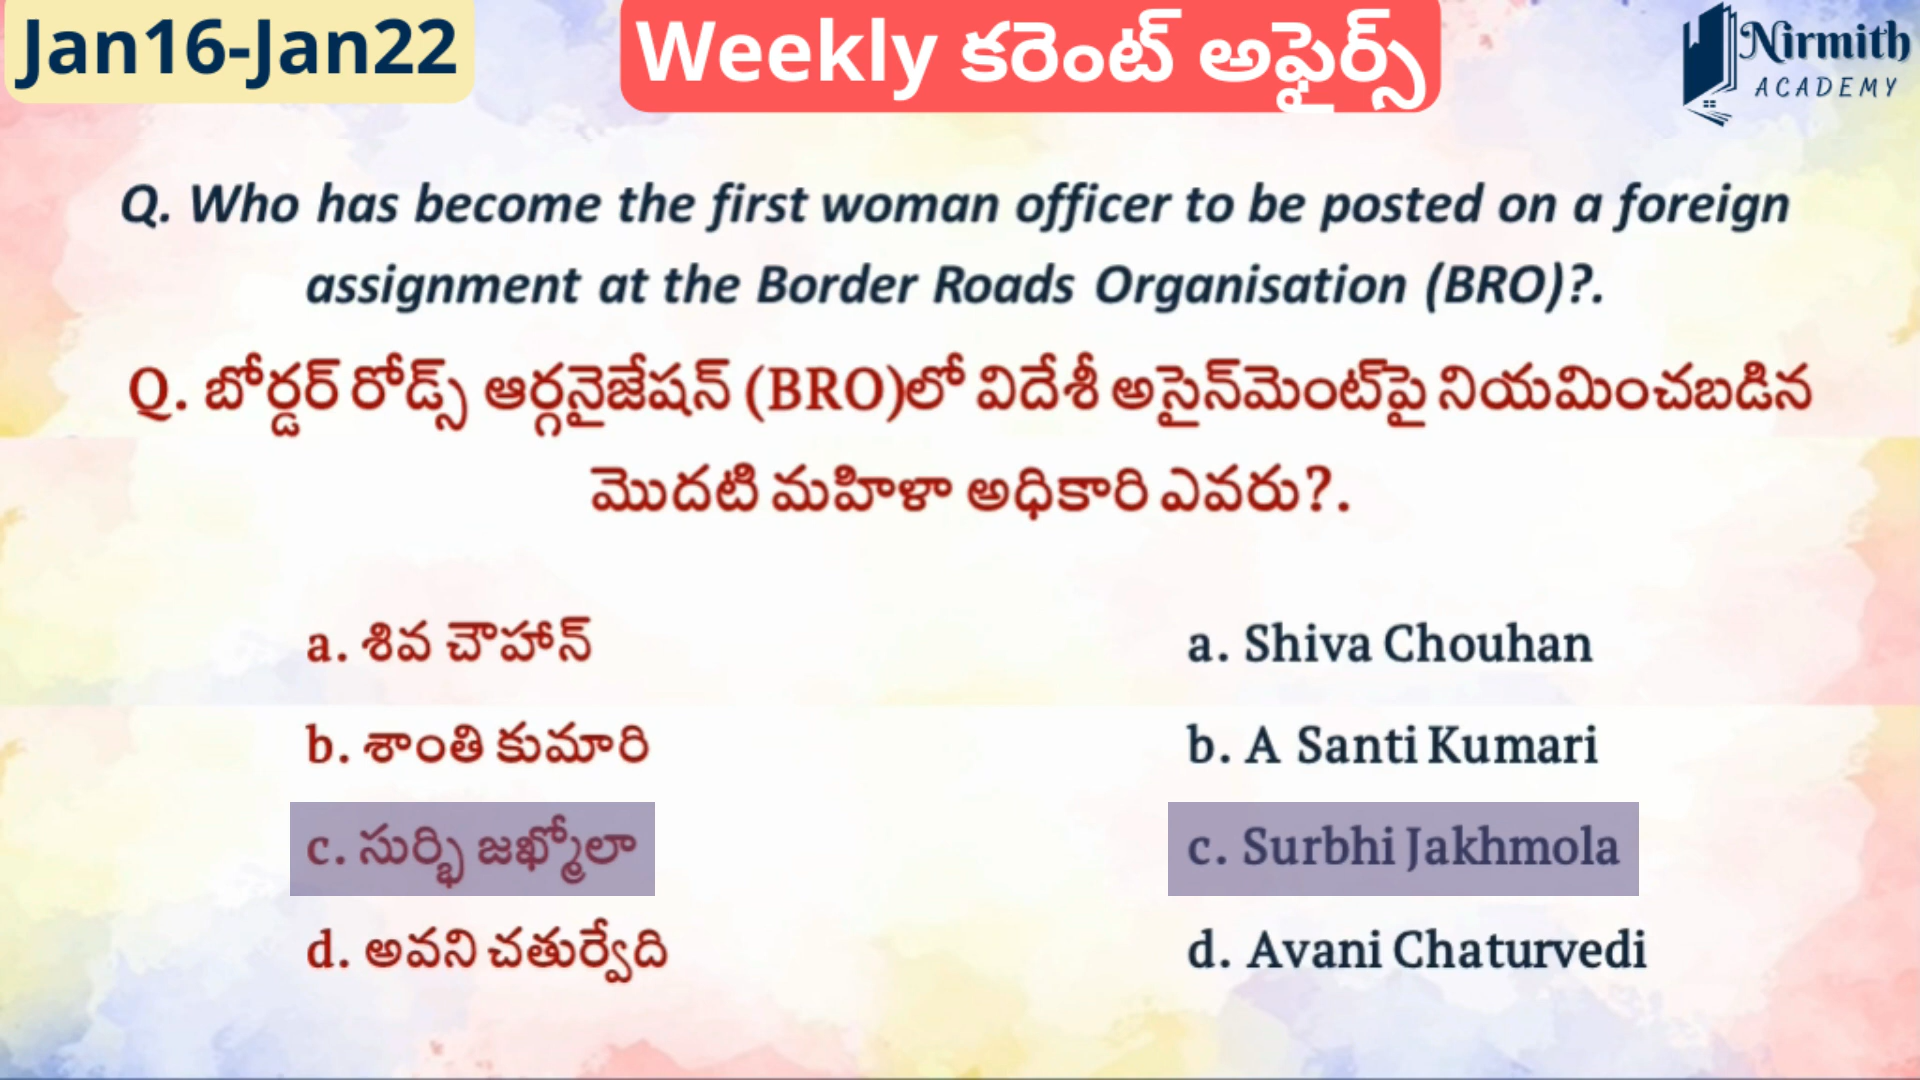 Jan16-Jan22
Weekly కరెంట్ అఫైర్స్
Nirmith
ACADEMY
Q. Who has become the first woman officer to be posted on a foreign
assignment at the Border Roads Organisation (BRO)?.
Q. బోర్డర్ రోడ్స్ ఆర్గనైజేషన్ (BRO)లో విదేశీ అసైన్‌మెంట్‌పై నియమించబడిన
మొదటి మహిళా అధికారి ఎవరు?.
a. శివ చౌహాన్
b. శాంతి కుమారి
c. సుర్భి జఖ్మోలా
d. అవని చతుర్వేది
a. Shiva Chouhan
b. A Santi Kumari
c. Surbhi Jakhmola
d. Avani Chaturvedi